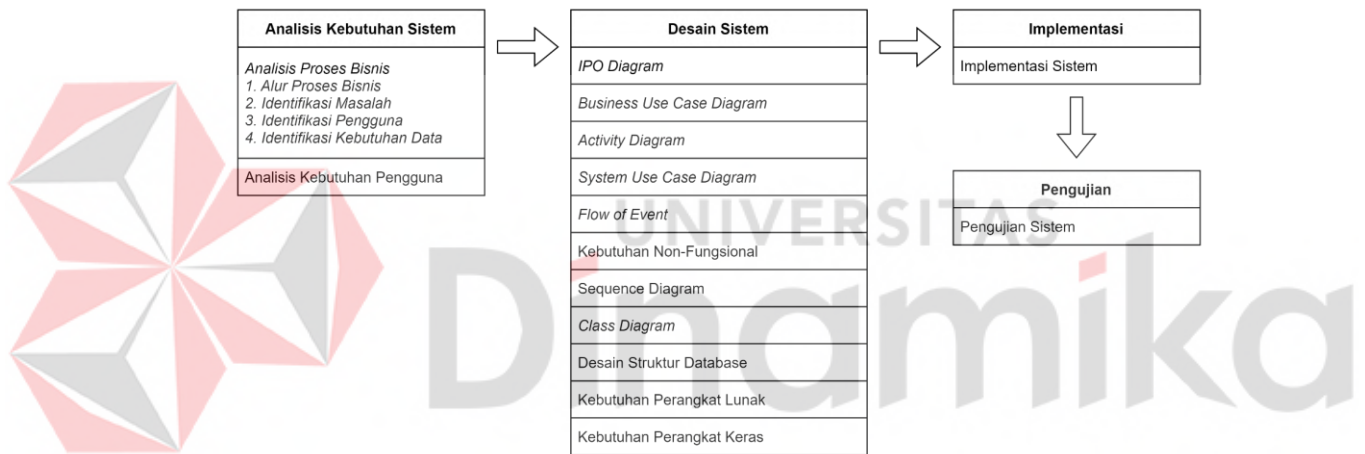 Analisis Kebutuhan Sistem
Analisis Proses Bisnis
1. Alur Proses Bisnis
2. Identifikasi Masalah
3. Identifikasi Pengguna
4. Identifikasi Kebutuhan Data
Analisis Kebutuhan Pengguna
Desain Sistem
IPO Diagram
Business Use Case Diagram
Activity Diagram
System Use Case Diagram
Flow of Event
Kebutuhan Non-Fungsional
Sequence Diagram
Class Diagram
Desain Struktur Database
Kebutuhan Perangkat Lunak
Kebutuhan Perangkat Keras
Implementasi
Implementasi Sistem
Pengujian
Pengujian Sistem
UNIVERSITAS
Dinamika